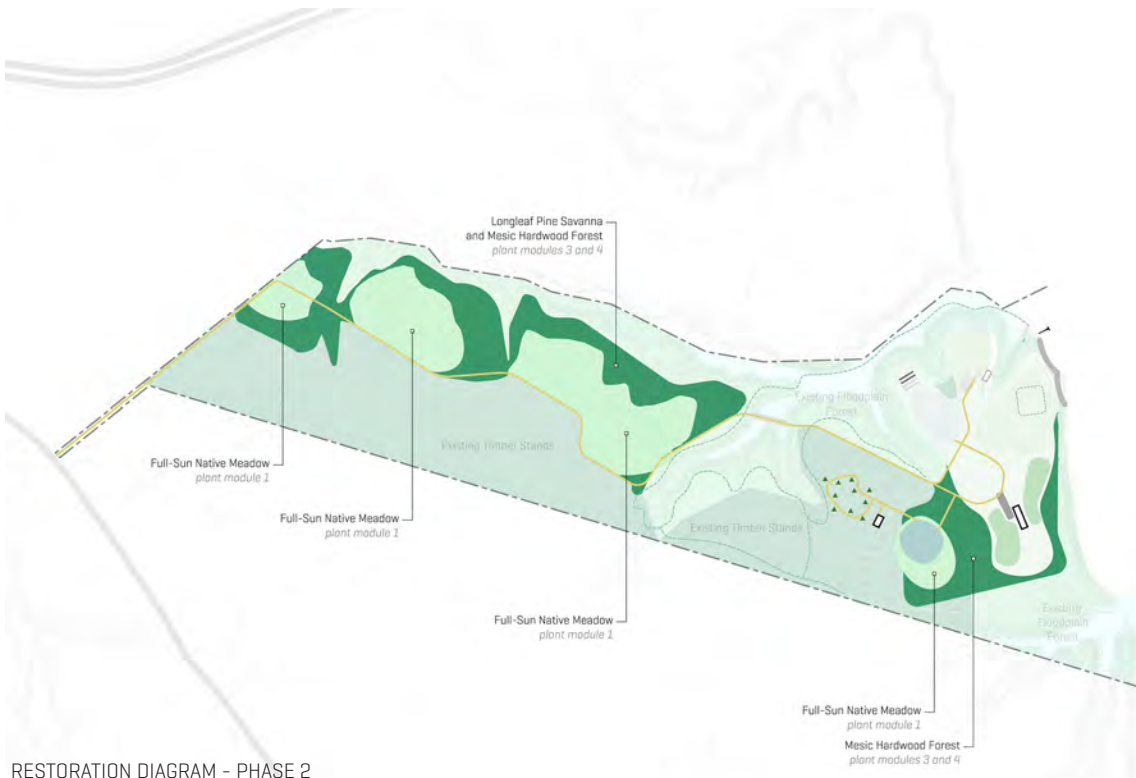 Longleaf Pine Savanna
and Mesic Hardwood Forest
plant modules 3 and 4
Existing Floodplain
Forest
Existing Timber Stands
Full-Sun Native Meadow
plant module 1
Full-Sun Native Meadow
plant module 1
Existing Timber Stands
Full-Sun Native Meadow
plant module 1
Existing
Floodplain
Forest
Full-Sun Native Meadow
plant module 1
Mesic Hardwood Forest
plant modules 3 and 4
RESTORATION DIAGRAM - PHASE 2